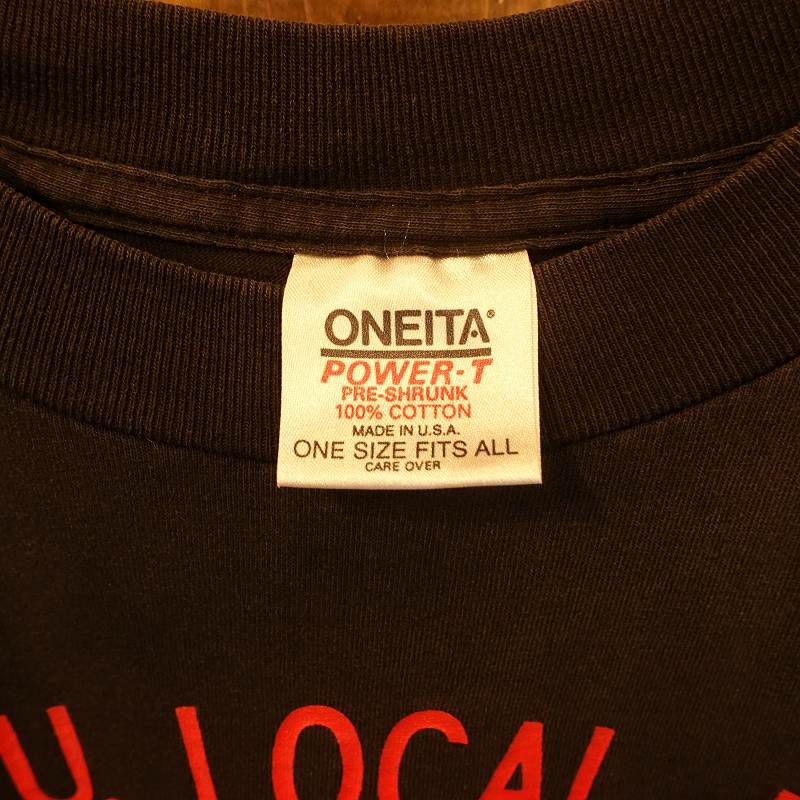 ONEITA®
POWER-T
PRE-SHRUNK
100% COTTON
MADE IN U.S.A.
ONE SIZE FITS ALL
CARE OVER
U. LOCAL